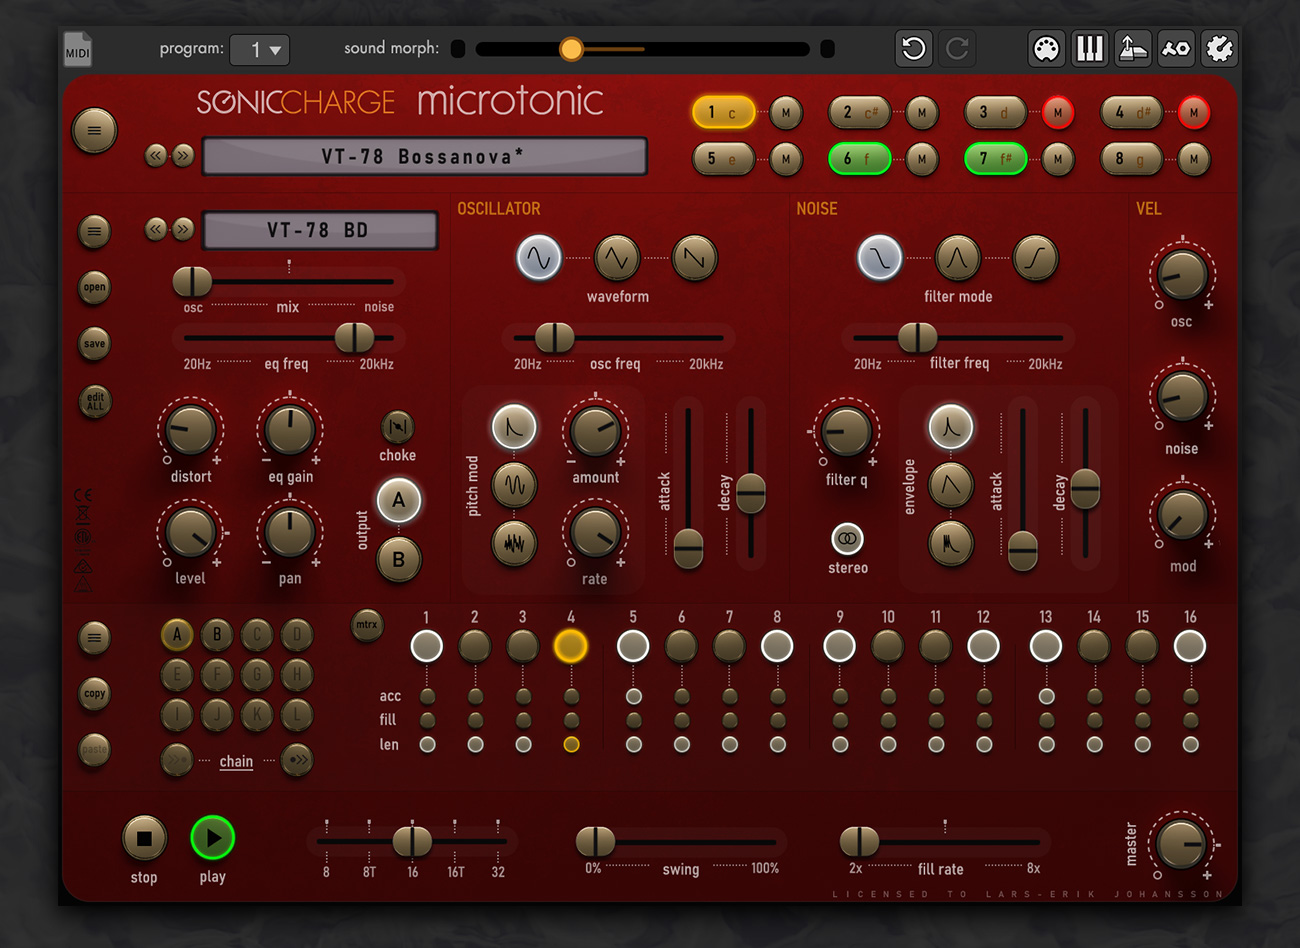 MIDI program: 1 sound morph:
SONICCHARGE microtonic
1 c M 2 c# M 3 d M 4 d# M
VT-78 Bossanova*
5 e M 6 f M 7 f# M 8 g M
OSCILLATOR NOISE VEL
VT-78 BD
open
osc mix noise
waveform
filter mode
osc
save
20Hz eq freq 20kHz
20Hz osc freq 20kHz
20Hz filter freq 20kHz
edit
ALL
choke
distort eq gain
pitch mod
amount
attack
decay
filter q
envelope
attack
decay
noise
output
A
B
level pan
rate
stereo
mod
CE
A B C D
E F G H
I J K L
mtrx
1 2 3 4 5 6 7 8 9 10 11 12 13 14 15 16
copy
acc
fill
len
paste
chain
stop play
8 8T 16 16T 32
0% swing 100%
2x fill rate 8x
master
LICENSED TO LARS-ERIK JOHANSSON